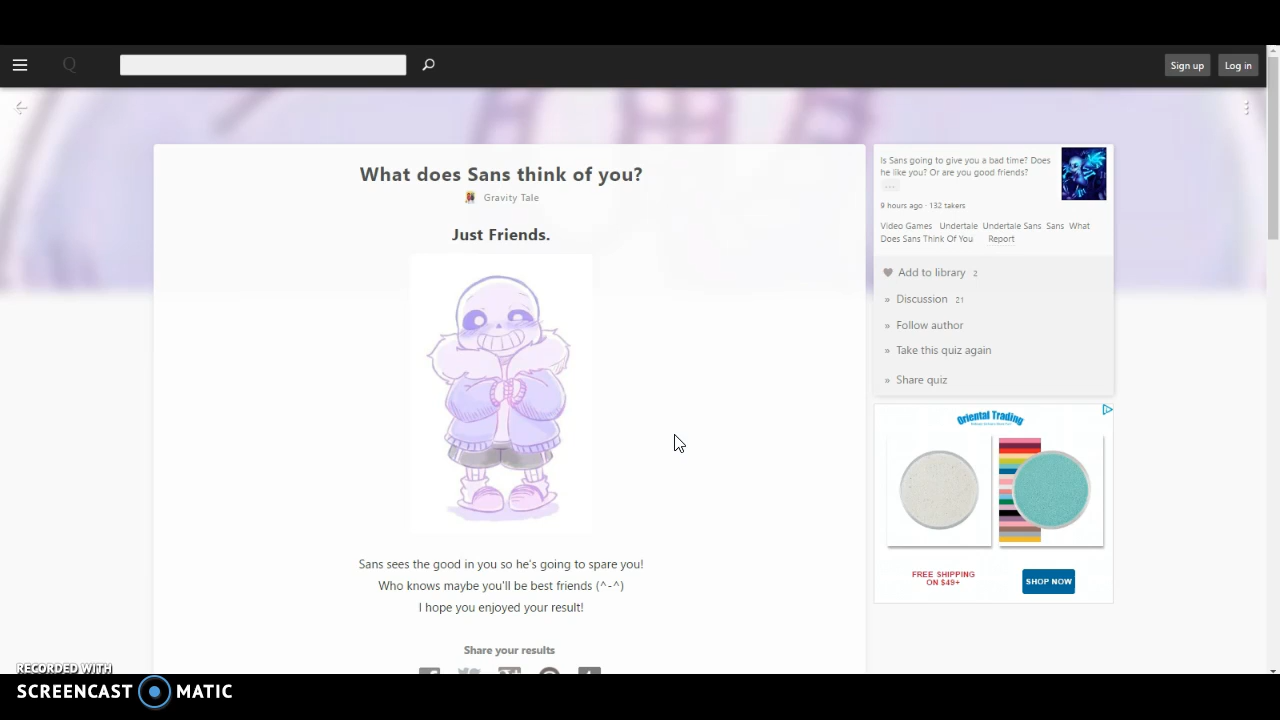 Q
Sign up
Log in
What does Sans think of you?
Gravity Tale
Just Friends.
Sans sees the good in you so he's going to spare you!
Who knows maybe you'll be best friends (^-^)
I hope you enjoyed your result!
Share your results
Is Sans going to give you a bad time? Does
he like you? Or are you good friends?
...
9 hours ago · 132 takers
Video Games Undertale Undertale Sans Sans What
Does Sans Think Of You Report
Add to library 2
» Discussion 21
» Follow author
» Take this quiz again
» Share quiz
Oriental Trading
FREE SHIPPING
ON $49+
SHOP NOW
RECORDED WITH
SCREENCAST MATIC